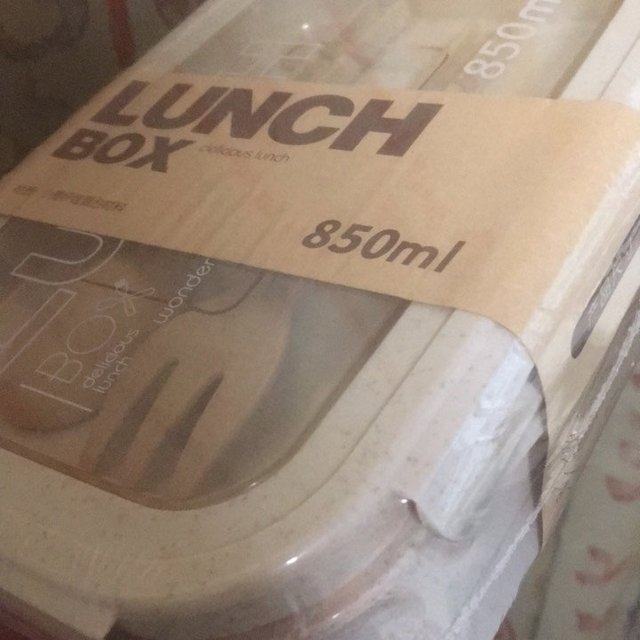 850ml
LUNCH
BOX
delicious lunch
850ml
BOX
delicious
lunch
wonder